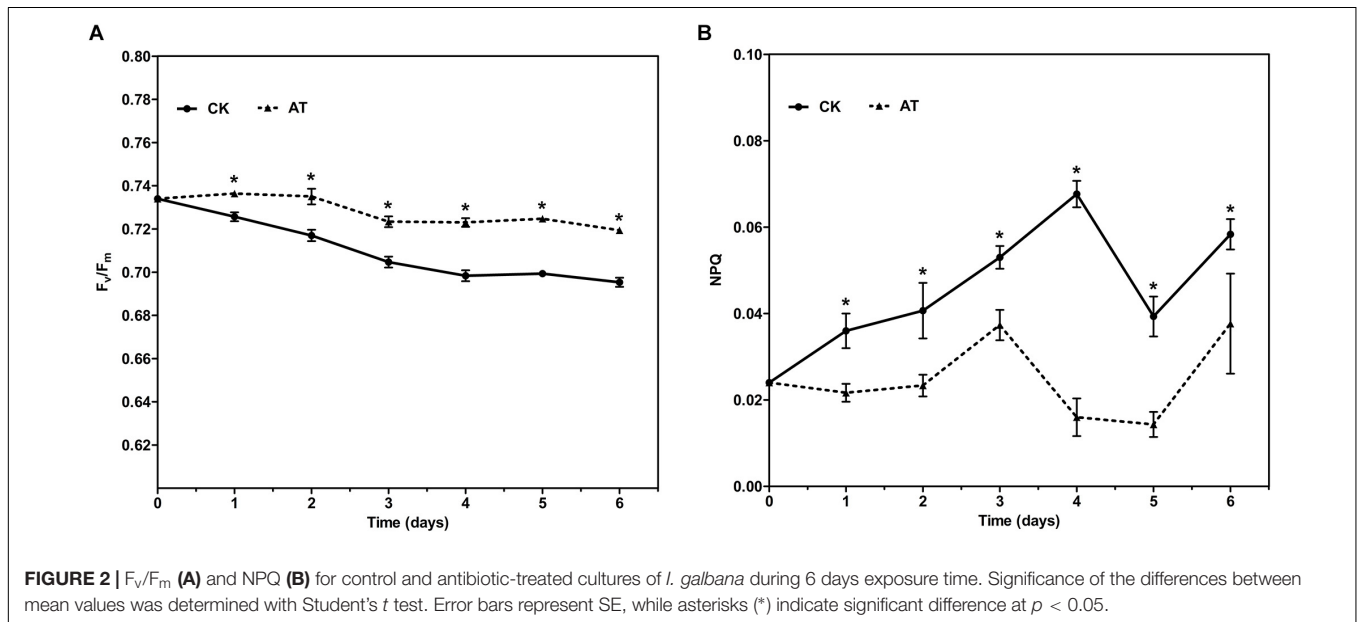 A
0.80
0.78
0.76
0.74
0.72
0.70
0.68
0.66
0.64
0.62
Fv/Fm
CK AT
* * * * * *
0 1 2 3 4 5 6
Time (days)
B
0.10
0.08
0.06
0.04
0.02
0.00
NPQ
CK AT
* * * * * *
0 1 2 3 4 5 6
Time (days)
FIGURE 2 | Fv/Fm (A) and NPQ (B) for control and antibiotic-treated cultures of I. galbana during 6 days exposure time. Significance of the differences between
mean values was determined with Student's t test. Error bars represent SE, while asterisks (*) indicate significant difference at p < 0.05.